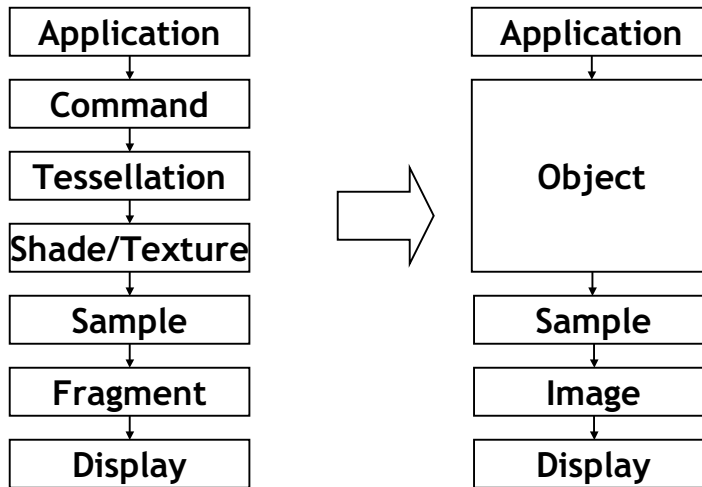 Application
Command
Tessellation
Shade/Texture
Sample
Fragment
Display
Application
Object
Sample
Image
Display